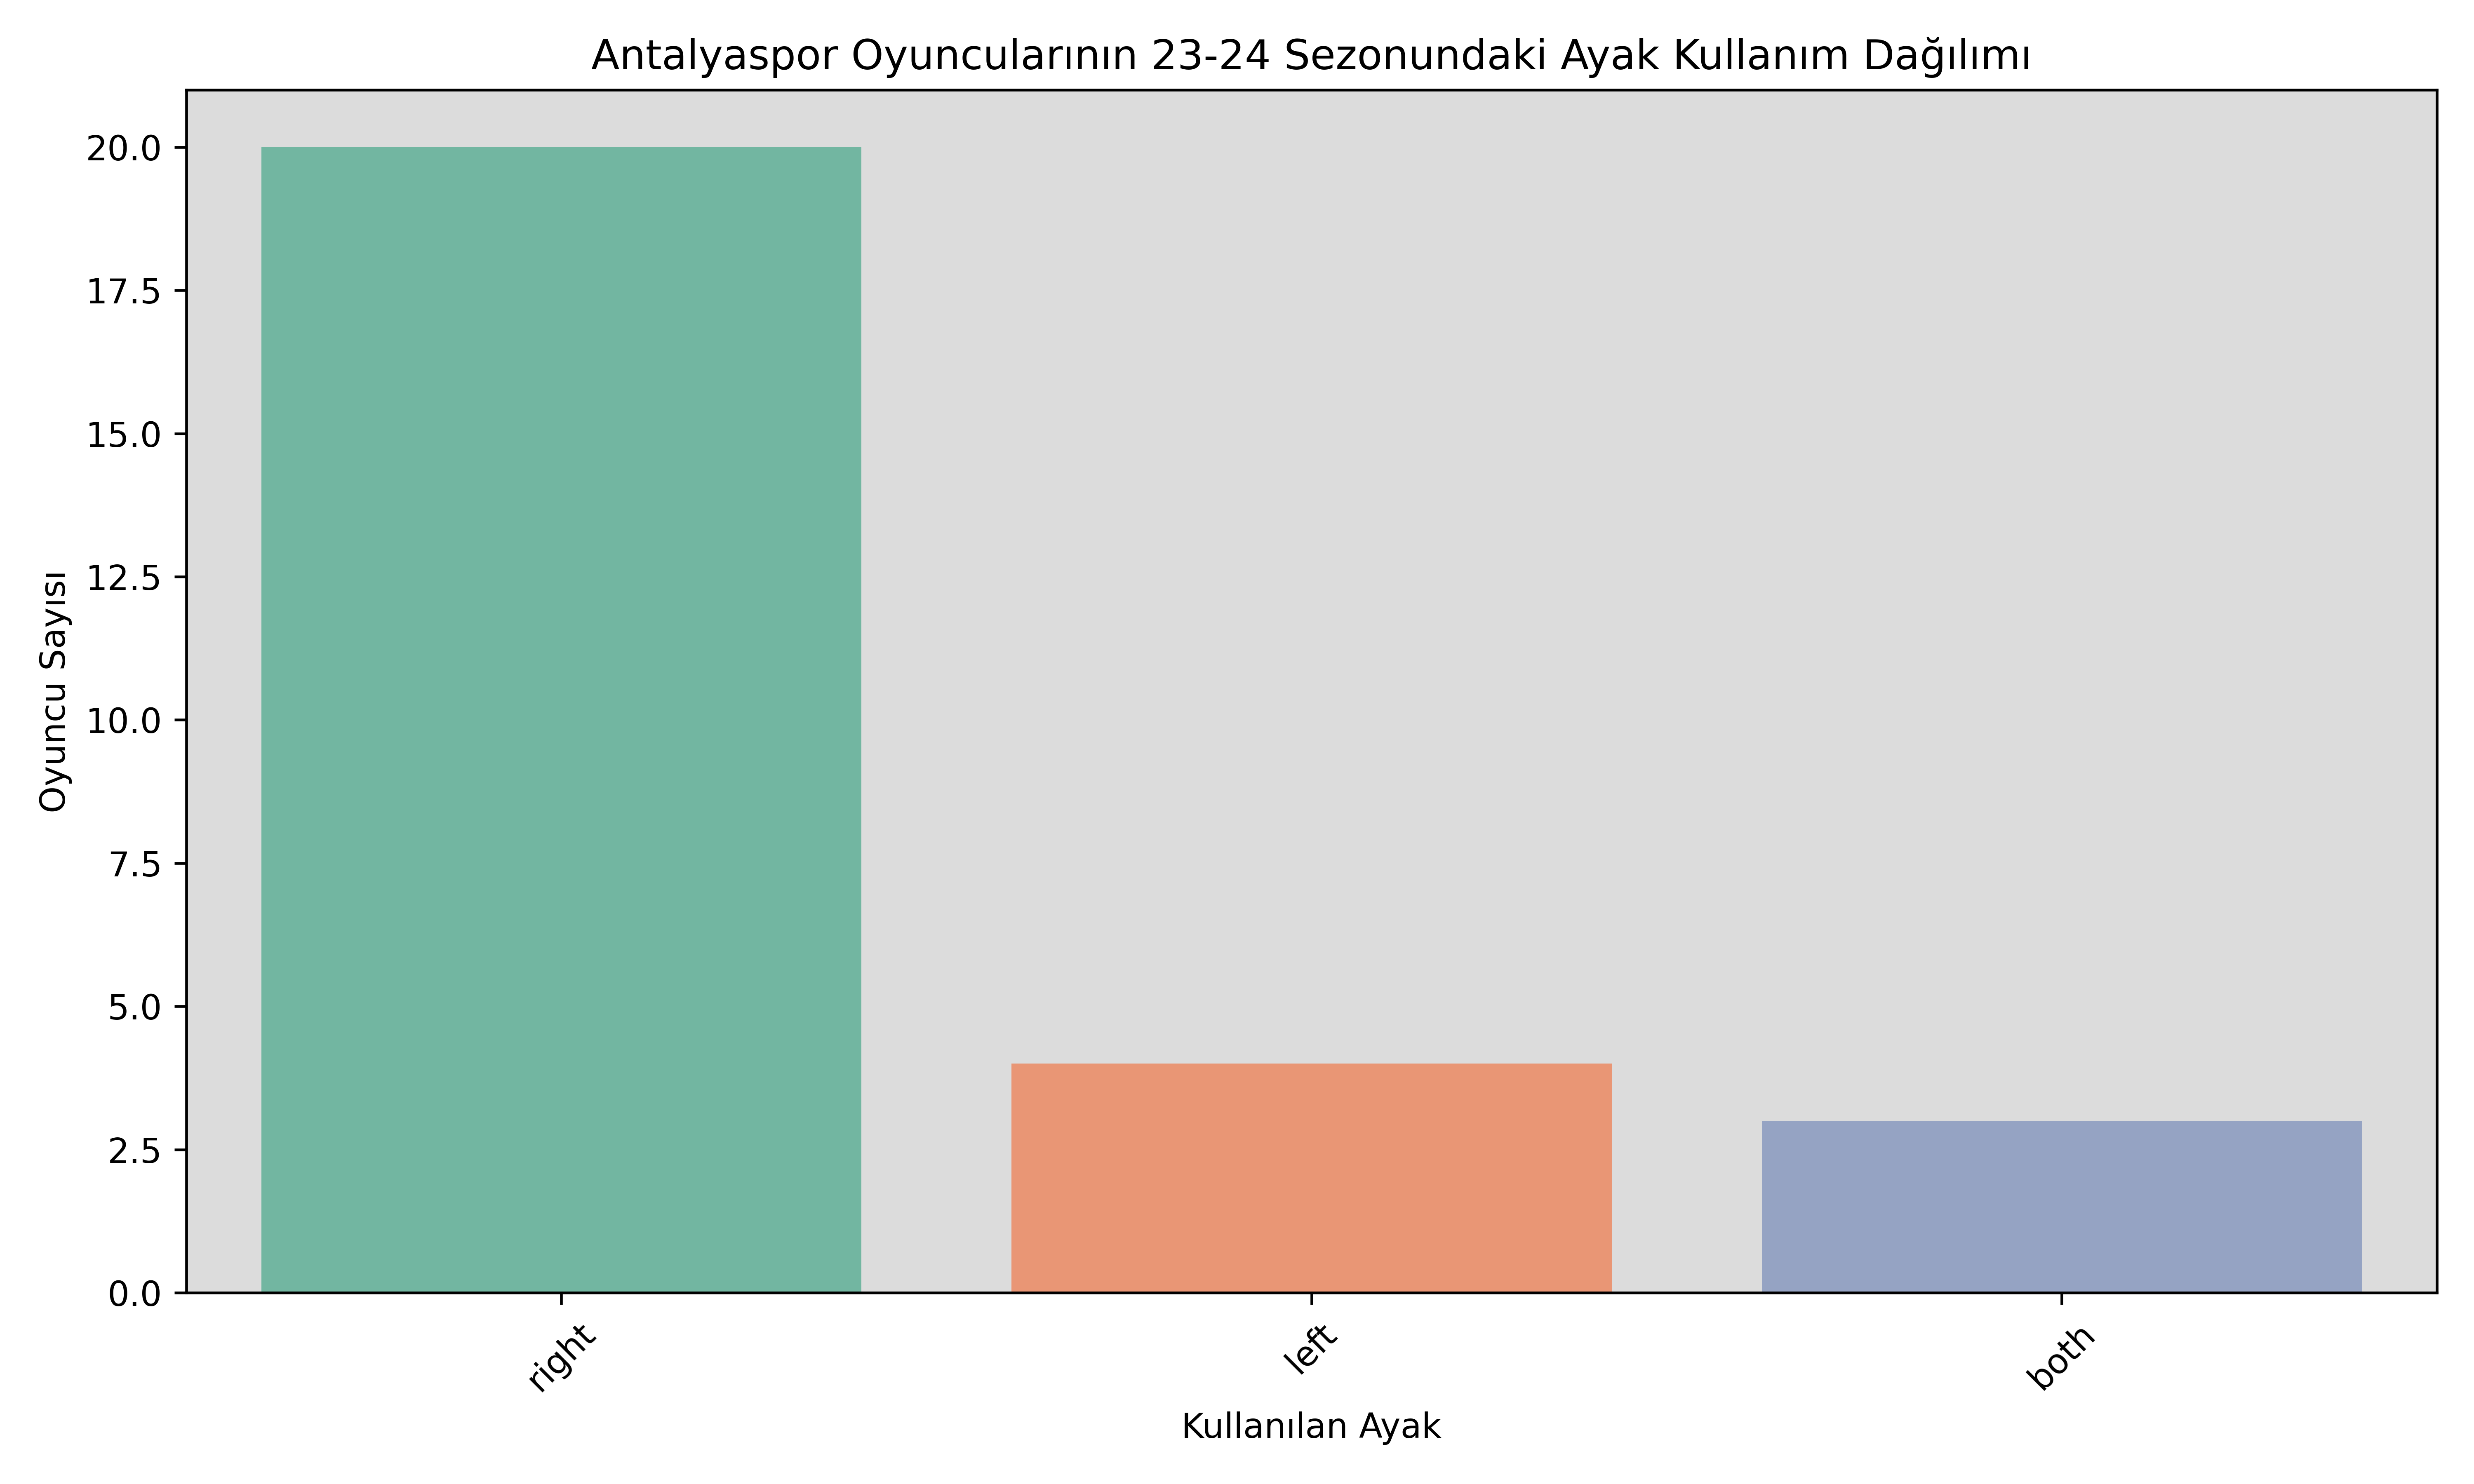 Antalyaspor Oyuncularının 23-24 Sezonundaki Ayak Kullanım Dağılımı
Oyuncu Sayısı
20.0
17.5
15.0
12.5
10.0
7.5
5.0
2.5
0.0
right
left
both
Kullanılan Ayak